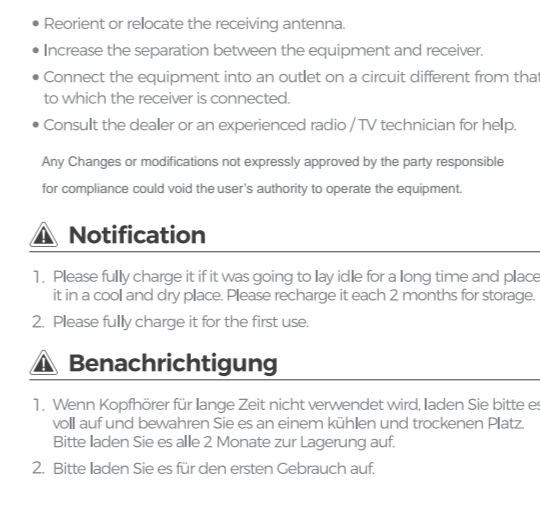 • Reorient or relocate the receiving antenna.
• Increase the separation between the equipment and receiver.
• Connect the equipment into an outlet on a circuit different from that
to which the receiver is connected.
• Consult the dealer or an experienced radio / TV technician for help.
Any Changes or modifications not expressly approved by the party responsible
for compliance could void the user's authority to operate the equipment.
Notification
1. Please fully charge it if it was going to lay idle for a long time and place
it in a cool and dry place. Please recharge it each 2 months for storage.
2. Please fully charge it for the first use.
Benachrichtigung
1. Wenn Kopfhörer für lange Zeit nicht verwendet wird, laden Sie bitte es
voll auf und bewahren Sie es an einem kühlen und trockenen Platz.
Bitte laden Sie es alle 2 Monate zur Lagerung auf.
2. Bitte laden Sie es für den ersten Gebrauch auf.